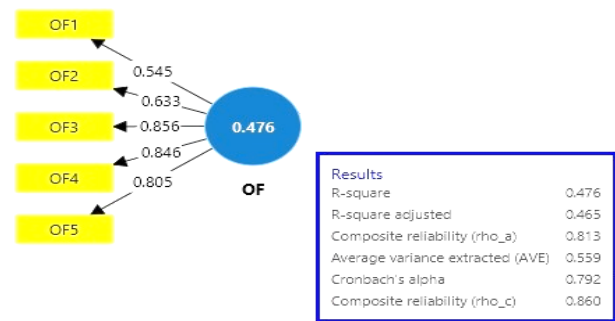 OF1
0.545
OF2
0.633
OF3
0.856
0.476
0.846
OF4
0.805
OF
OF5
Results
R-square 0.476
R-square adjusted 0.465
Composite reliability (rho_a) 0.813
Average variance extracted (AVE) 0.559
Cronbach's alpha 0.792
Composite reliability (rho_c) 0.860